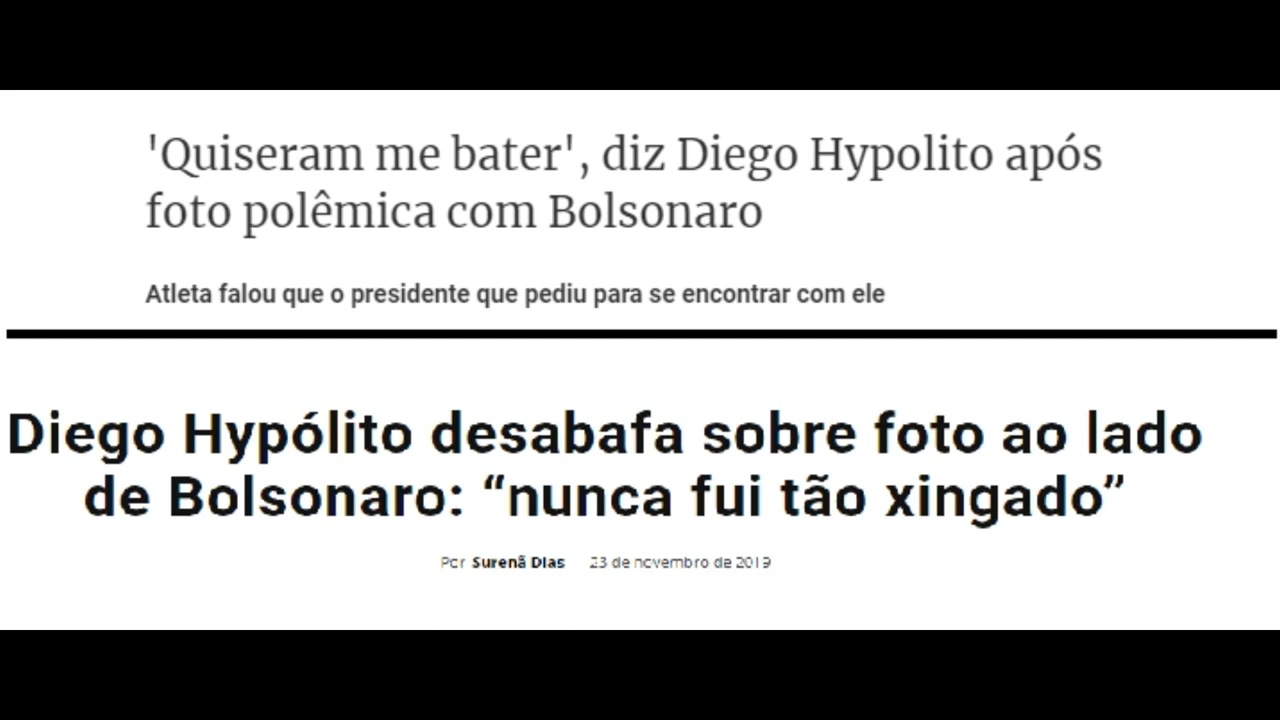 'Quiseram me bater', diz Diego Hypolito após
foto polêmica com Bolsonaro
Atleta falou que o presidente que pediu para se encontrar com ele
Diego Hypólito desabafa sobre foto ao lado
de Bolsonaro: “nunca fui tão xingado”
Por Surenã Dias 23 de novembro de 2019